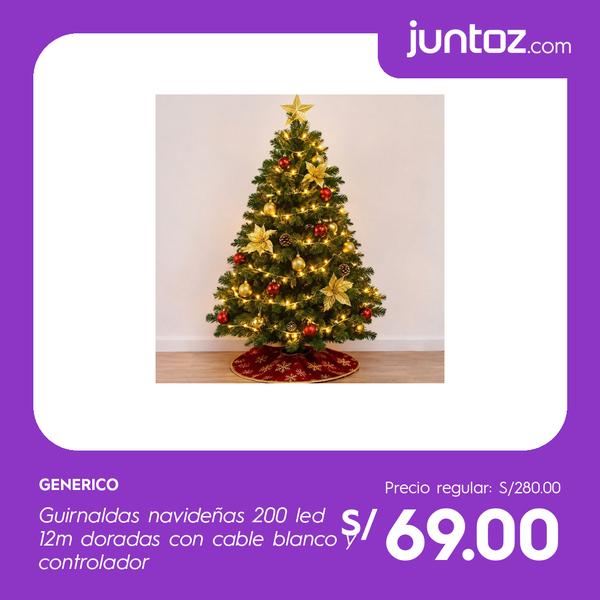 juntoz.com
GENERICO
Guirnaldas navideñas 200 led
12m doradas con cable blanco y
controlador
Precio regular: S/280.00
S/69.00